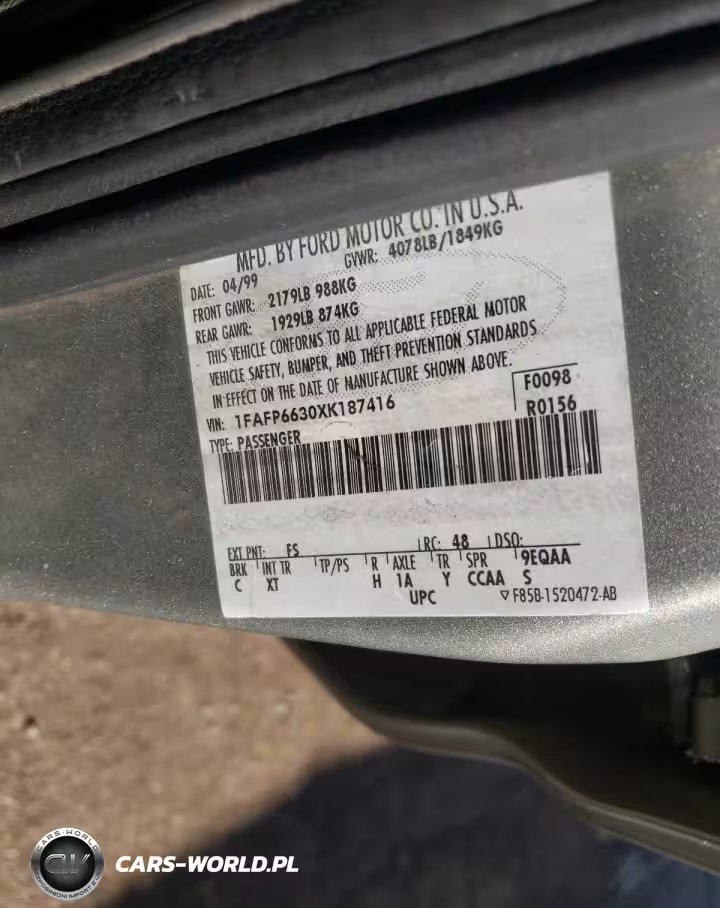 MFD. BY FORD MOTOR CO. IN U.S.A.
DATE: 04/99 GVWR: 4078LB/1849KG
FRONT GAWR: 2179LB 988KG
REAR GAWR: 1929LB 874KG
THIS VEHICLE CONFORMS TO ALL APPLICABLE FEDERAL MOTOR
VEHICLE SAFETY, BUMPER, AND THEFT PREVENTION STANDARDS
IN EFFECT ON THE DATE OF MANUFACTURE SHOWN ABOVE.
VIN: 1FAFP6630XK187416 F0098
TYPE: PASSENGER R0156
EXT PNT: FS RC: 48 DSO:
BRK INT TR TP/PS R AXLE TR SPR 9EQAA
C XT H 1A Y CCAA S
UPC ▽F85B-1520472-AB
CARS-WORLD
CW
CARS-WORLD.PL